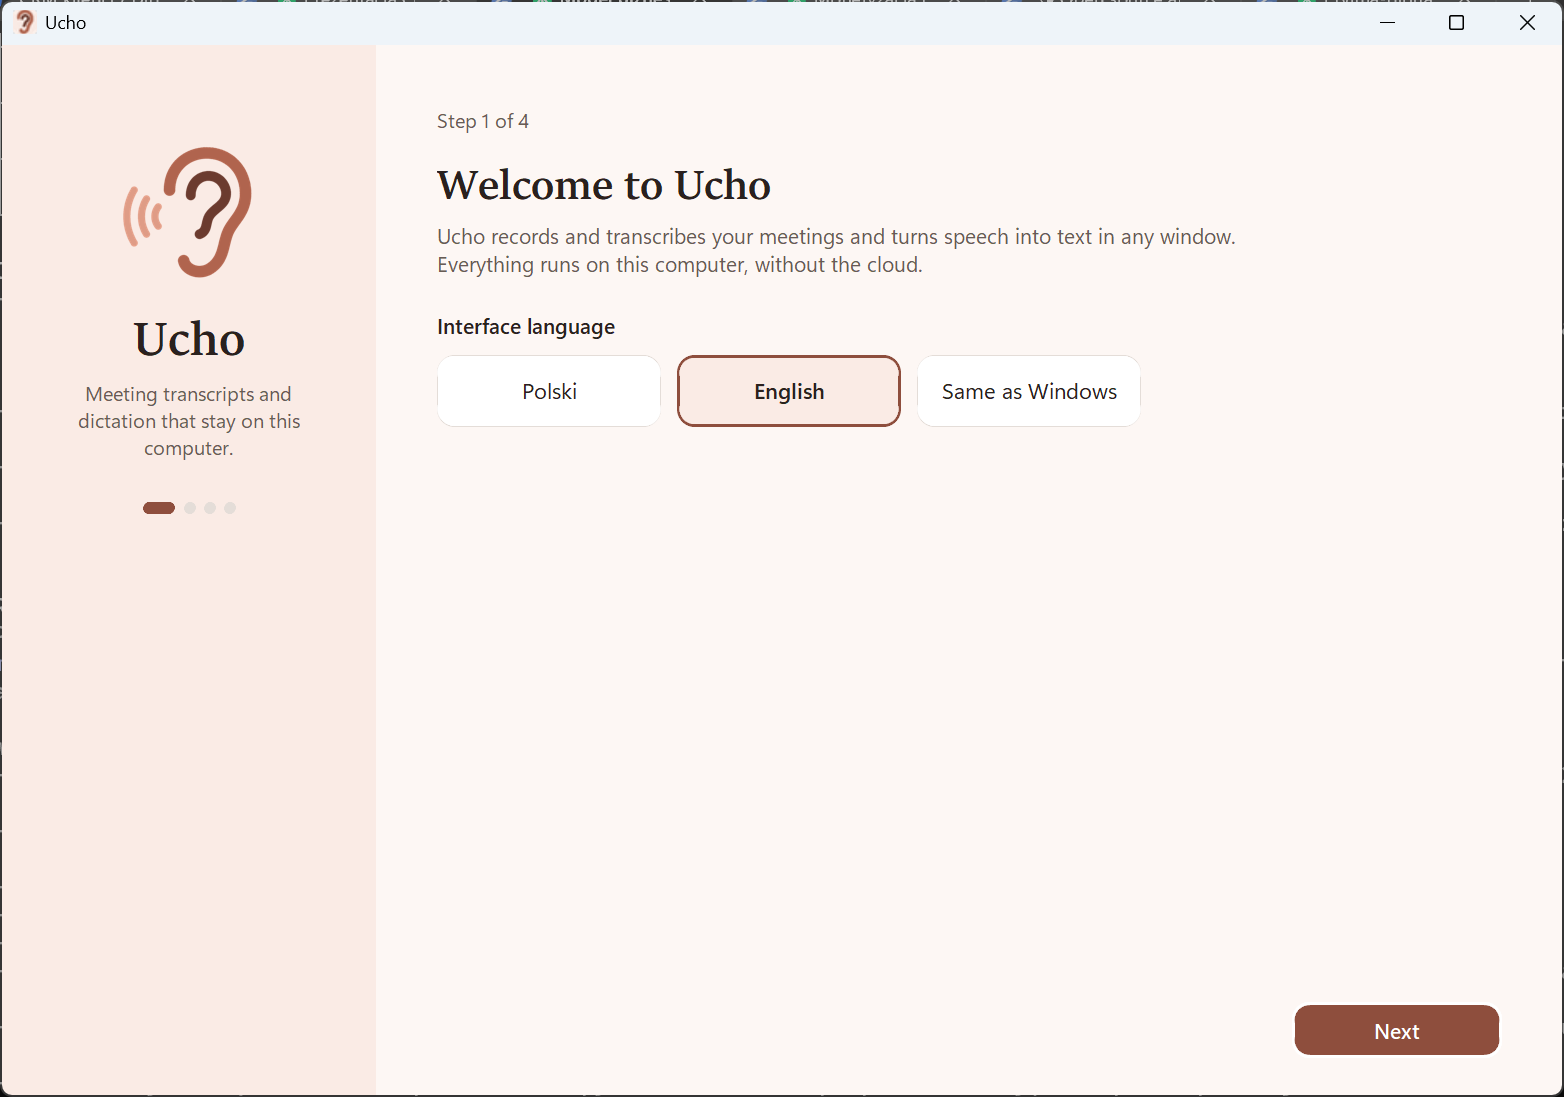 Ucho
Ucho
Meeting transcripts and
dictation that stay on this
computer.
Step 1 of 4
Welcome to Ucho
Ucho records and transcribes your meetings and turns speech into text in any window.
Everything runs on this computer, without the cloud.
Interface language
Polski
English
Same as Windows
Next